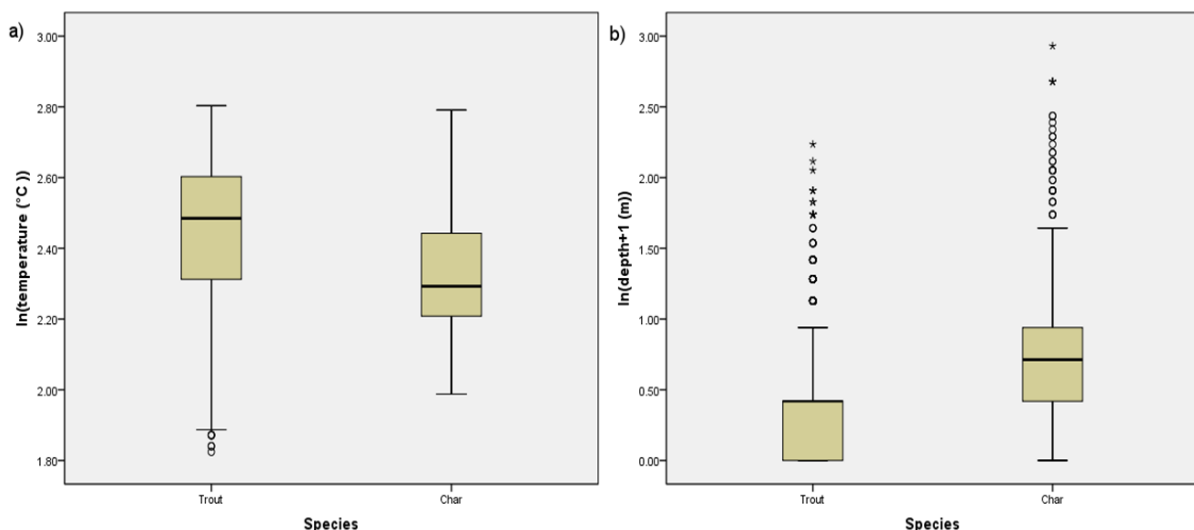 a)
ln(temperature (°C ))
3.00
2.80
2.60
2.40
2.20
2.00
1.80
Trout Char
Species
b)
ln(depth+1 (m))
3.00
2.50
2.00
1.50
1.00
0.50
0.00
Trout Char
Species